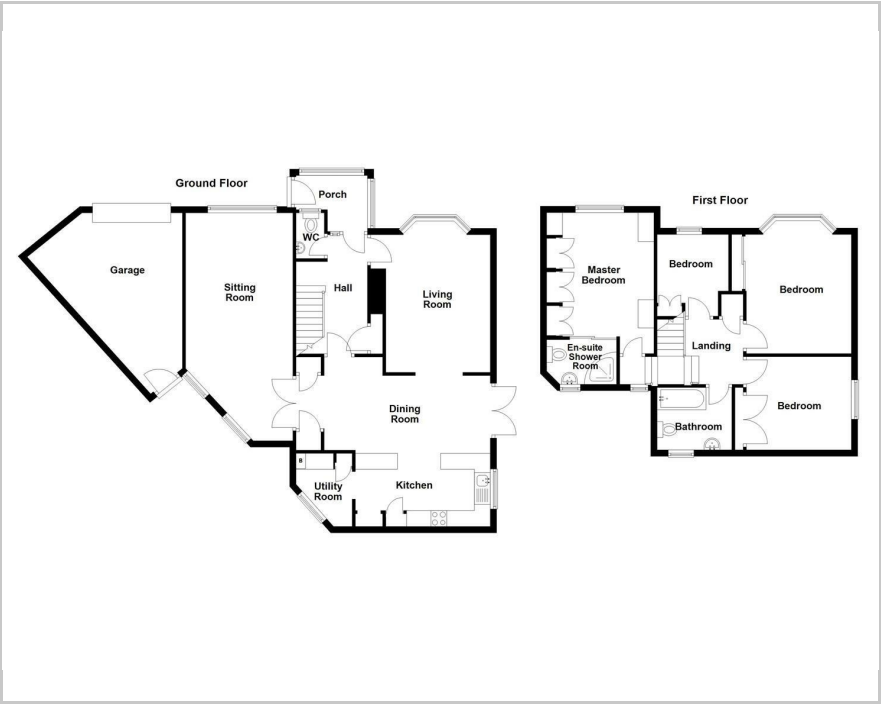 Ground Floor
Porch
WC
Garage
Sitting
Room
Hall
Living
Room
Dining
Room
B
Utility
Room
Kitchen
First Floor
Master
Bedroom
Bedroom
Bedroom
En-suite
Shower
Room
Landing
Bedroom
Bathroom